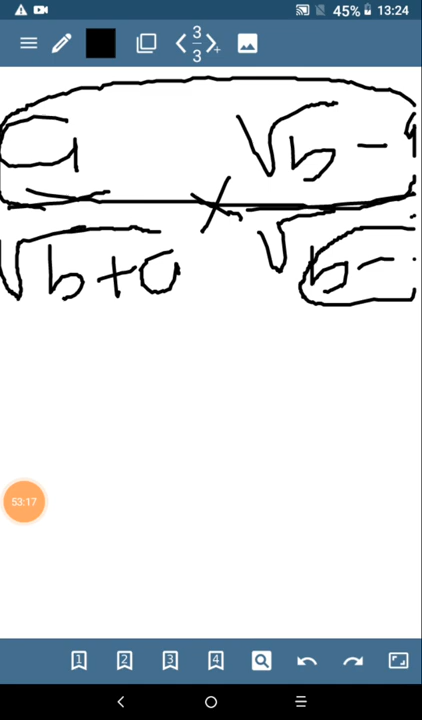 45% 13:24
3
3
+
a √b -
×
√b+a √b -
53:17
1 2 3 4